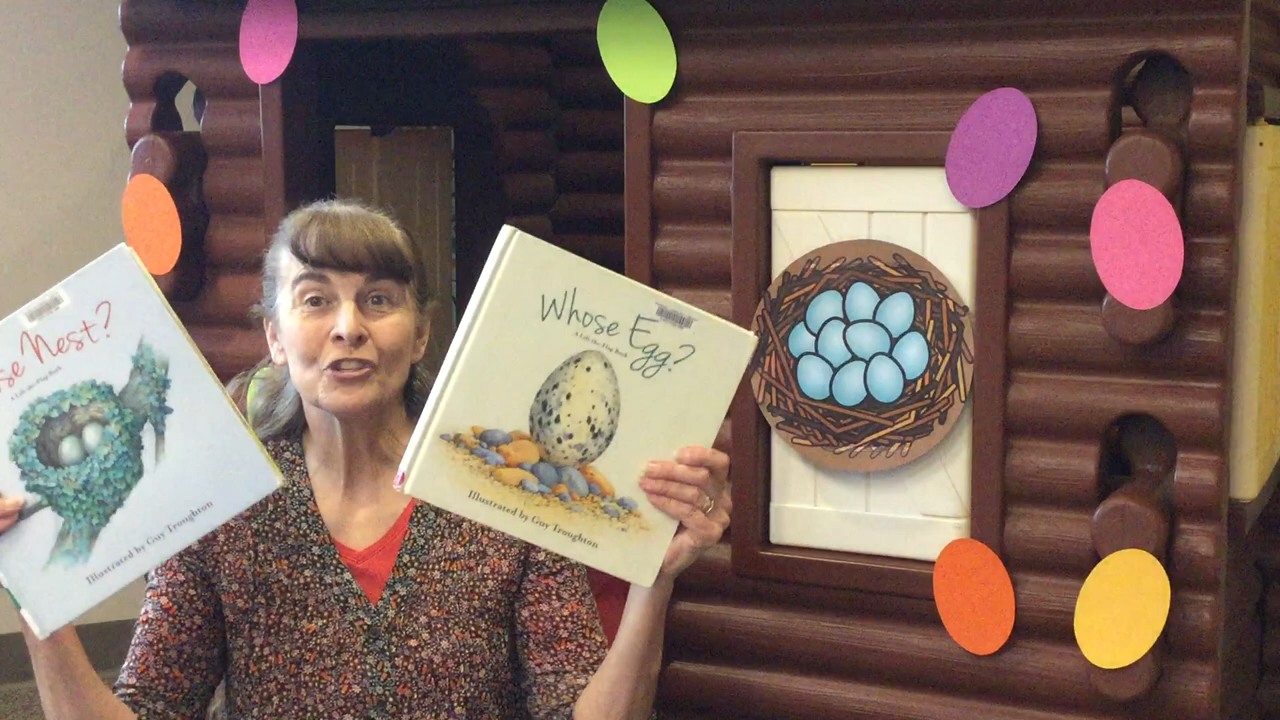 se Nest?
A Lift-the-Flap Book
Illustrated by Guy Troughton
Whose Egg?
A Lift-the-Flap Book
Illustrated by Guy Troughton